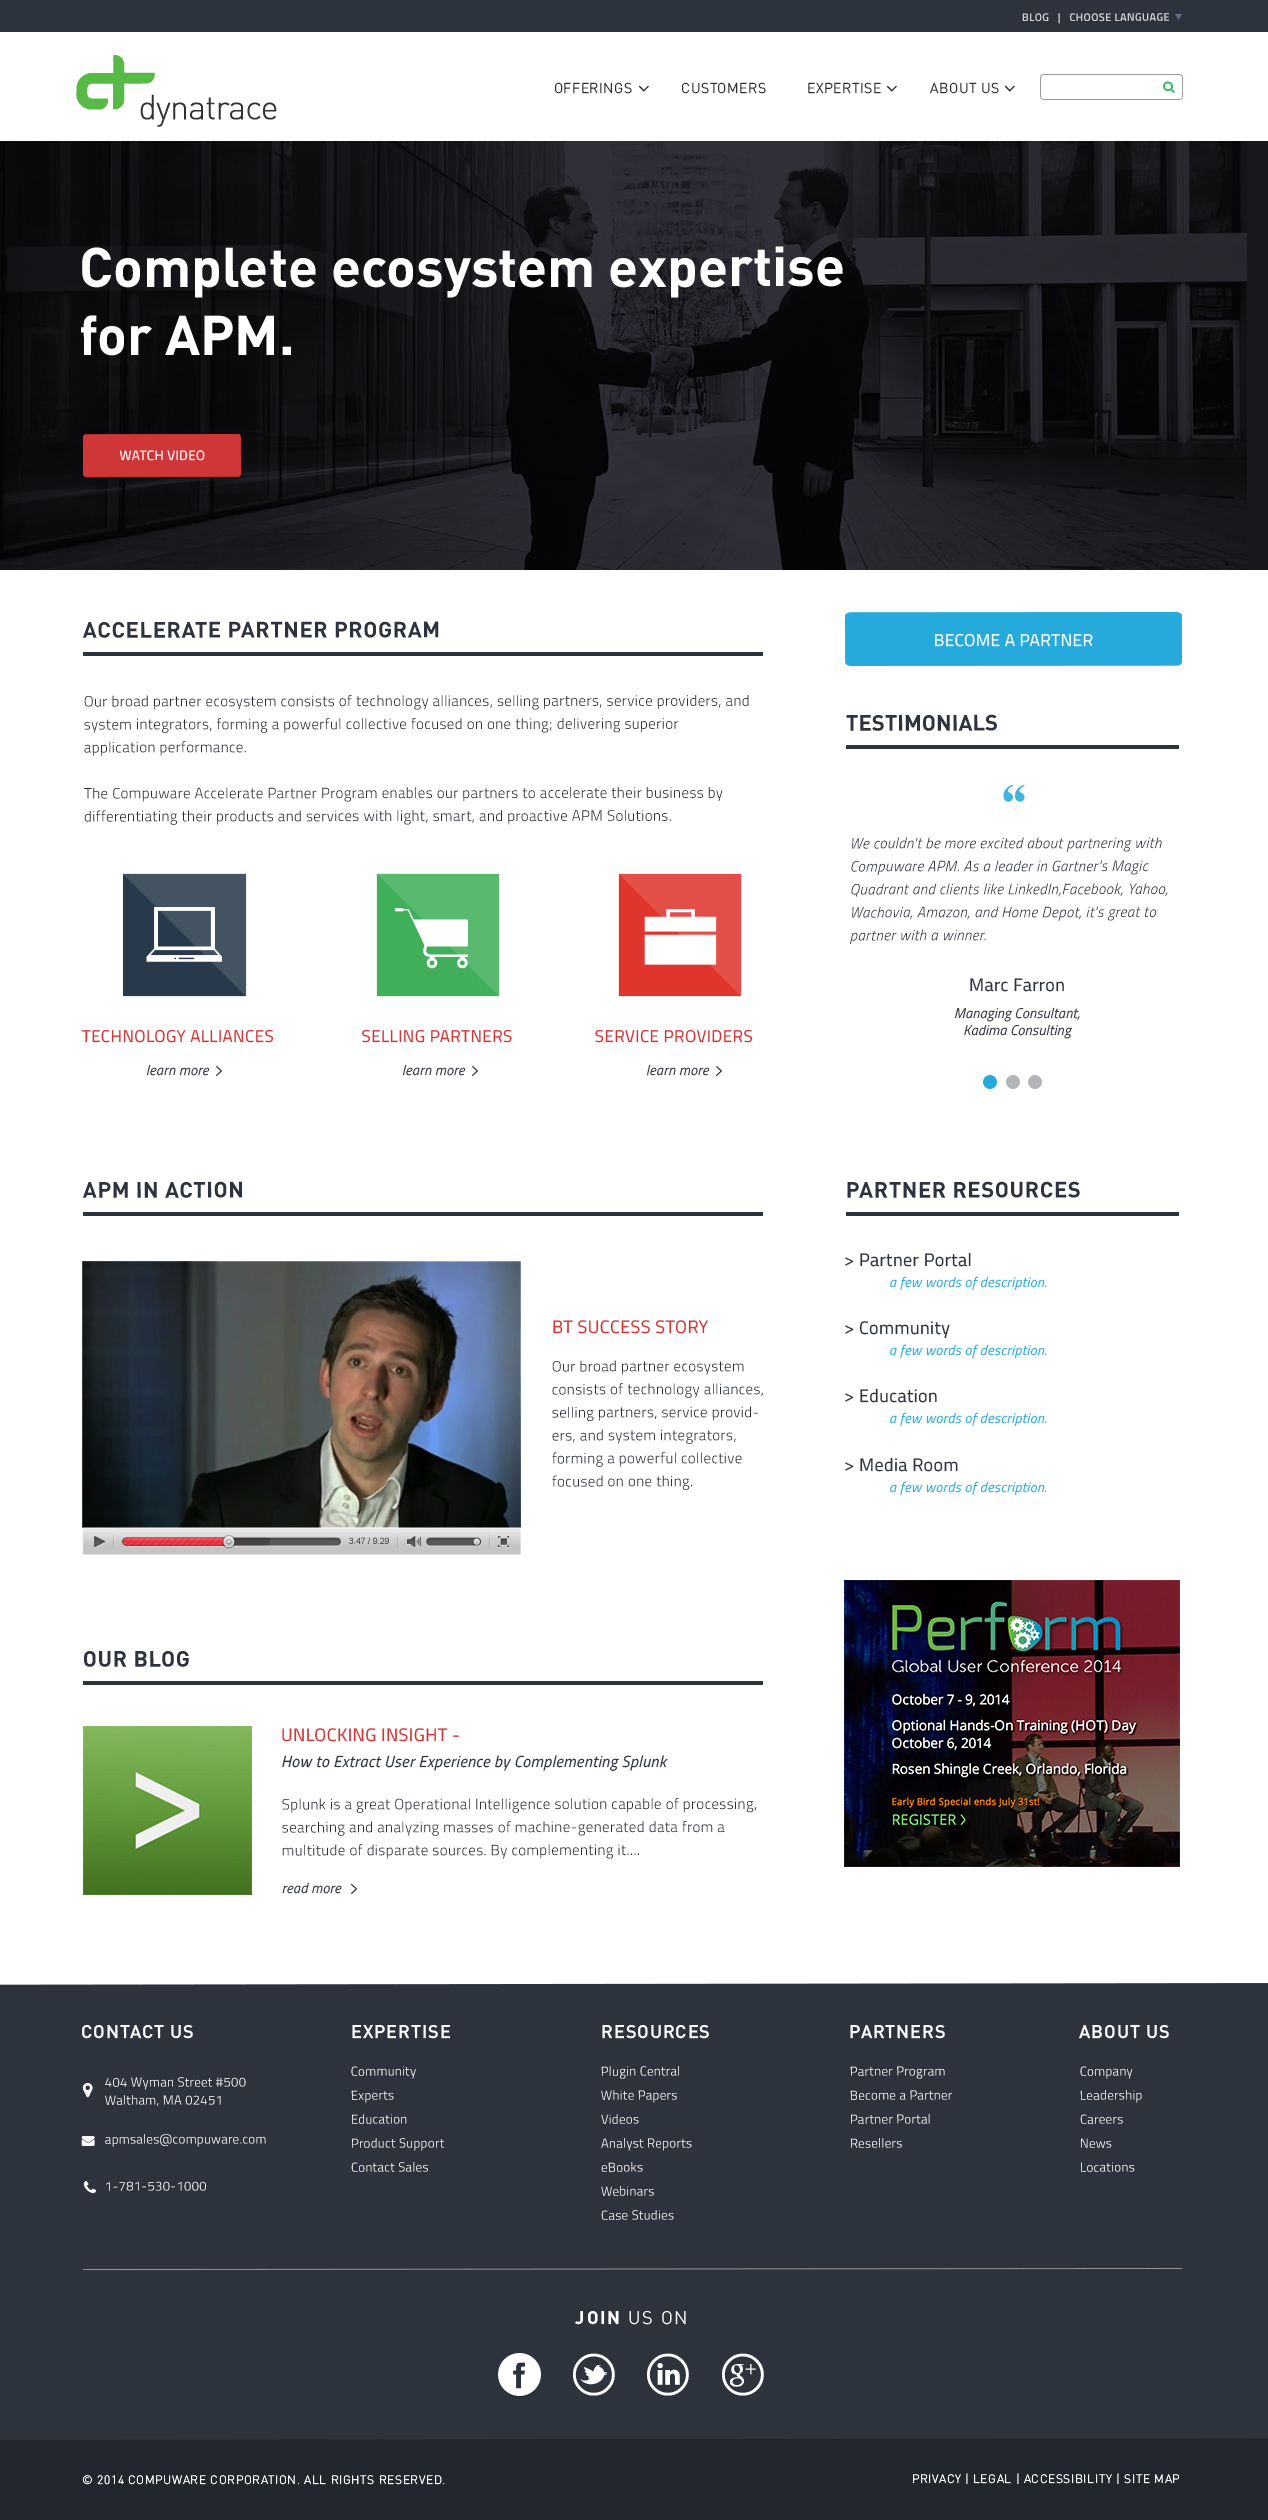 BLOG | CHOOSE LANGUAGE
dynatrace
OFFERINGS CUSTOMERS EXPERTISE ABOUT US
Complete ecosystem expertise
for APM.
WATCH VIDEO
ACCELERATE PARTNER PROGRAM
Our broad partner ecosystem consists of technology alliances, selling partners, service providers, and
system integrators, forming a powerful collective focused on one thing; delivering superior
application performance.
The Compuware Accelerate Partner Program enables our partners to accelerate their business by
differentiating their products and services with light, smart, and proactive APM Solutions.
TECHNOLOGY ALLIANCES
learn more >
SELLING PARTNERS
learn more >
SERVICE PROVIDERS
learn more >
BECOME A PARTNER
TESTIMONIALS
“
We couldn't be more excited about partnering with
Compuware APM. As a leader in Gartner's Magic
Quadrant and clients like LinkedIn,Facebook, Yahoo,
Wachovia, Amazon, and Home Depot, it's great to
partner with a winner.
Marc Farron
Managing Consultant,
Kadima Consulting
APM IN ACTION
3.47 / 9.29
BT SUCCESS STORY
Our broad partner ecosystem
consists of technology alliances,
selling partners, service provid-
ers, and system integrators,
forming a powerful collective
focused on one thing.
PARTNER RESOURCES
> Partner Portal
a few words of description.
> Community
a few words of description.
> Education
a few words of description.
> Media Room
a few words of description.
OUR BLOG
>
UNLOCKING INSIGHT -
How to Extract User Experience by Complementing Splunk
Splunk is a great Operational Intelligence solution capable of processing,
searching and analyzing masses of machine-generated data from a
multitude of disparate sources. By complementing it....
read more >
Perform
Global User Conference 2014
October 7 - 9, 2014
Optional Hands-On Training (HOT) Day
October 6, 2014
Rosen Shingle Creek, Orlando, Florida
Early Bird Special ends July 31st!
REGISTER >
CONTACT US
404 Wyman Street #500
Waltham, MA 02451
apmsales@compuware.com
1-781-530-1000
EXPERTISE
Community
Experts
Education
Product Support
Contact Sales
RESOURCES
Plugin Central
White Papers
Videos
Analyst Reports
eBooks
Webinars
Case Studies
PARTNERS
Partner Program
Become a Partner
Partner Portal
Resellers
ABOUT US
Company
Leadership
Careers
News
Locations
JOIN US ON
f in g+
© 2014 COMPUWARE CORPORATION. ALL RIGHTS RESERVED.
PRIVACY | LEGAL | ACCESSIBILITY | SITE MAP